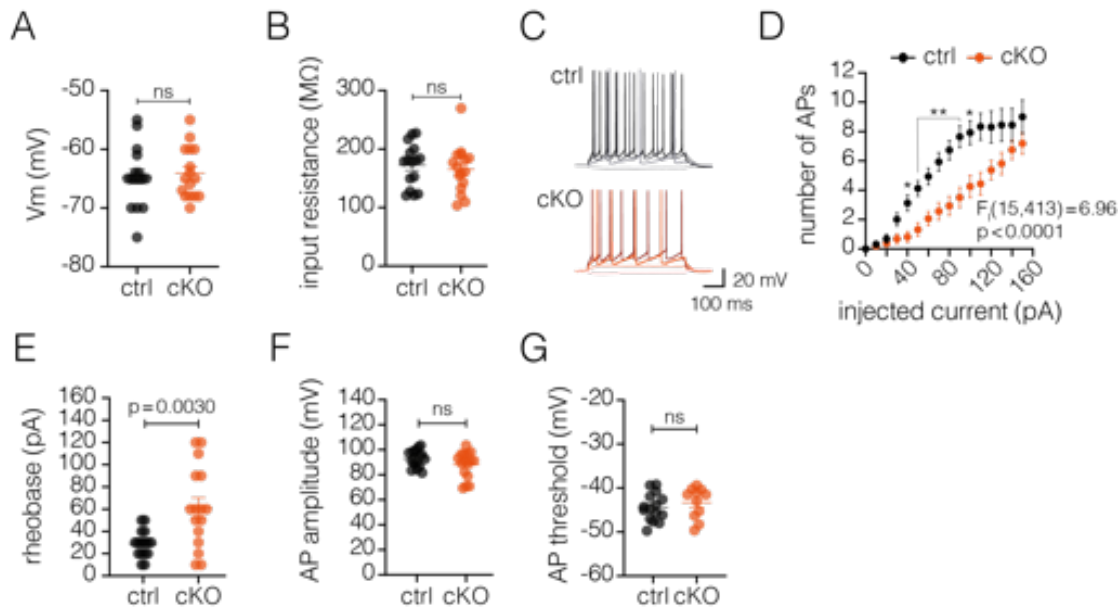 A
Vm (mV)
-50
-60
-70
-80
ns
ctrl
cKO
B
input resistance (MΩ)
300
200
100
0
ns
ctrl
cKO
C
ctrl
cKO
20 mV
100 ms
D
ctrl
cKO
number of APs
12
10
8
6
4
2
0
*
**
*
F_I(15,413)=6.96
p<0.0001
0
40
80
120
160
injected current (pA)
E
rheobase (pA)
160
140
120
100
80
60
40
20
0
p=0.0030
ctrl
cKO
F
AP amplitude (mV)
140
120
100
80
60
40
20
0
ns
ctrl
cKO
G
AP threshold (mV)
-20
-30
-40
-50
-60
ns
ctrl
cKO